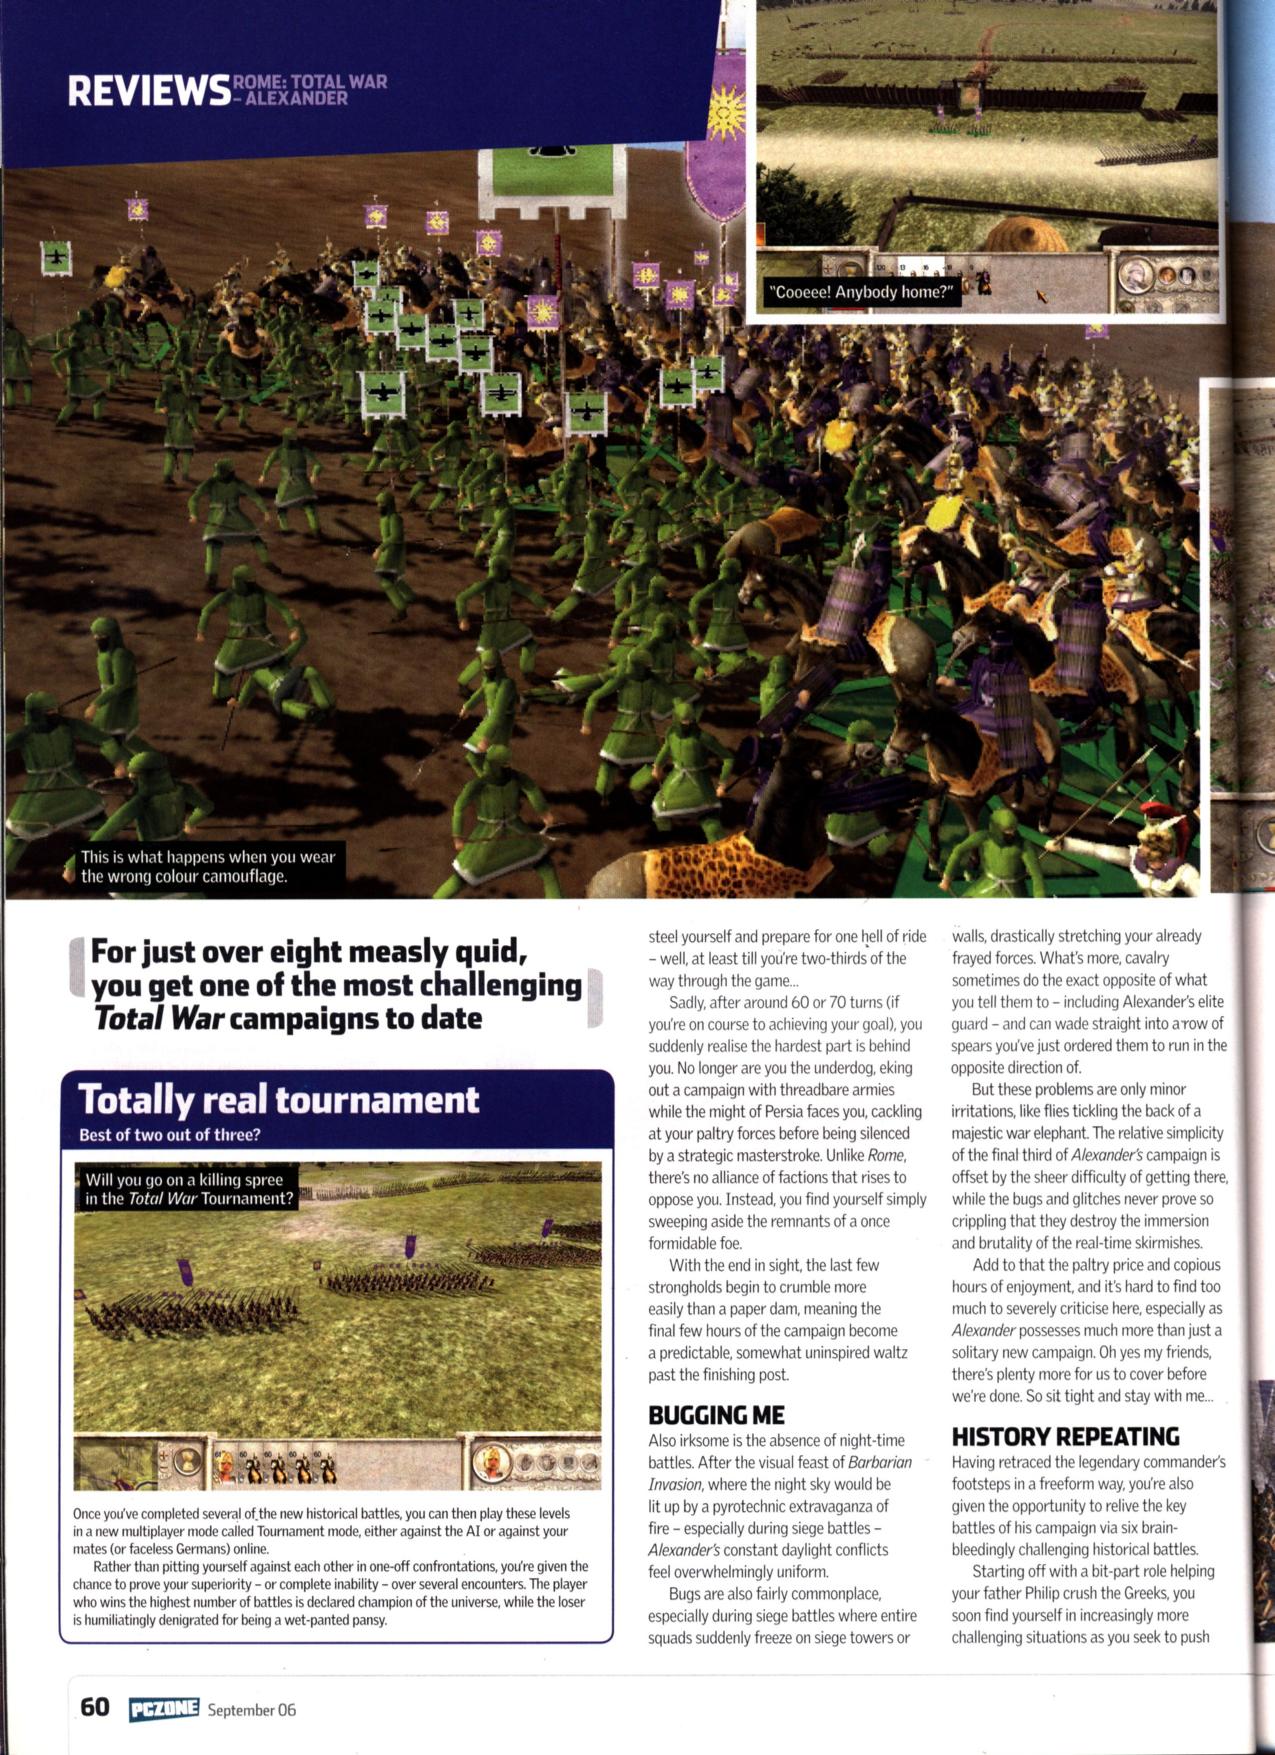 REVIEWS ROME: TOTAL WAR
– ALEXANDER
"Cooeee! Anybody home?"
This is what happens when you wear
the wrong colour camouflage.
For just over eight measly quid,
you get one of the most challenging
Total War campaigns to date
Totally real tournament
Best of two out of three?
Will you go on a killing spree
in the Total War Tournament?
Once you've completed several of the new historical battles, you can then play these levels
in a new multiplayer mode called Tournament mode, either against the AI or against your
mates (or faceless Germans) online.
Rather than pitting yourself against each other in one-off confrontations, you're given the
chance to prove your superiority – or complete inability – over several encounters. The player
who wins the highest number of battles is declared champion of the universe, while the loser
is humiliatingly denigrated for being a wet-panted pansy.
steel yourself and prepare for one hell of ride
– well, at least till you're two-thirds of the
way through the game...
Sadly, after around 60 or 70 turns (if
you're on course to achieving your goal), you
suddenly realise the hardest part is behind
you. No longer are you the underdog, eking
out a campaign with threadbare armies
while the might of Persia faces you, cackling
at your paltry forces before being silenced
by a strategic masterstroke. Unlike Rome,
there's no alliance of factions that rises to
oppose you. Instead, you find yourself simply
sweeping aside the remnants of a once
formidable foe.
With the end in sight, the last few
strongholds begin to crumble more
easily than a paper dam, meaning the
final few hours of the campaign become
a predictable, somewhat uninspired waltz
past the finishing post.
BUGGING ME
Also irksome is the absence of night-time
battles. After the visual feast of Barbarian
Invasion, where the night sky would be
lit up by a pyrotechnic extravaganza of
fire – especially during siege battles –
Alexander's constant daylight conflicts
feel overwhelmingly uniform.
Bugs are also fairly commonplace,
especially during siege battles where entire
squads suddenly freeze on siege towers or
walls, drastically stretching your already
frayed forces. What's more, cavalry
sometimes do the exact opposite of what
you tell them to – including Alexander's elite
guard – and can wade straight into a row of
spears you've just ordered them to run in the
opposite direction of.
But these problems are only minor
irritations, like flies tickling the back of a
majestic war elephant. The relative simplicity
of the final third of Alexander's campaign is
offset by the sheer difficulty of getting there,
while the bugs and glitches never prove so
crippling that they destroy the immersion
and brutality of the real-time skirmishes.
Add to that the paltry price and copious
hours of enjoyment, and it's hard to find too
much to severely criticise here, especially as
Alexander possesses much more than just a
solitary new campaign. Oh yes my friends,
there's plenty more for us to cover before
we're done. So sit tight and stay with me...
HISTORY REPEATING
Having retraced the legendary commander's
footsteps in a freeform way, you're also
given the opportunity to relive the key
battles of his campaign via six brain-
bleedingly challenging historical battles.
Starting off with a bit-part role helping
your father Philip crush the Greeks, you
soon find yourself in increasingly more
challenging situations as you seek to push
60 PCZONE September 06